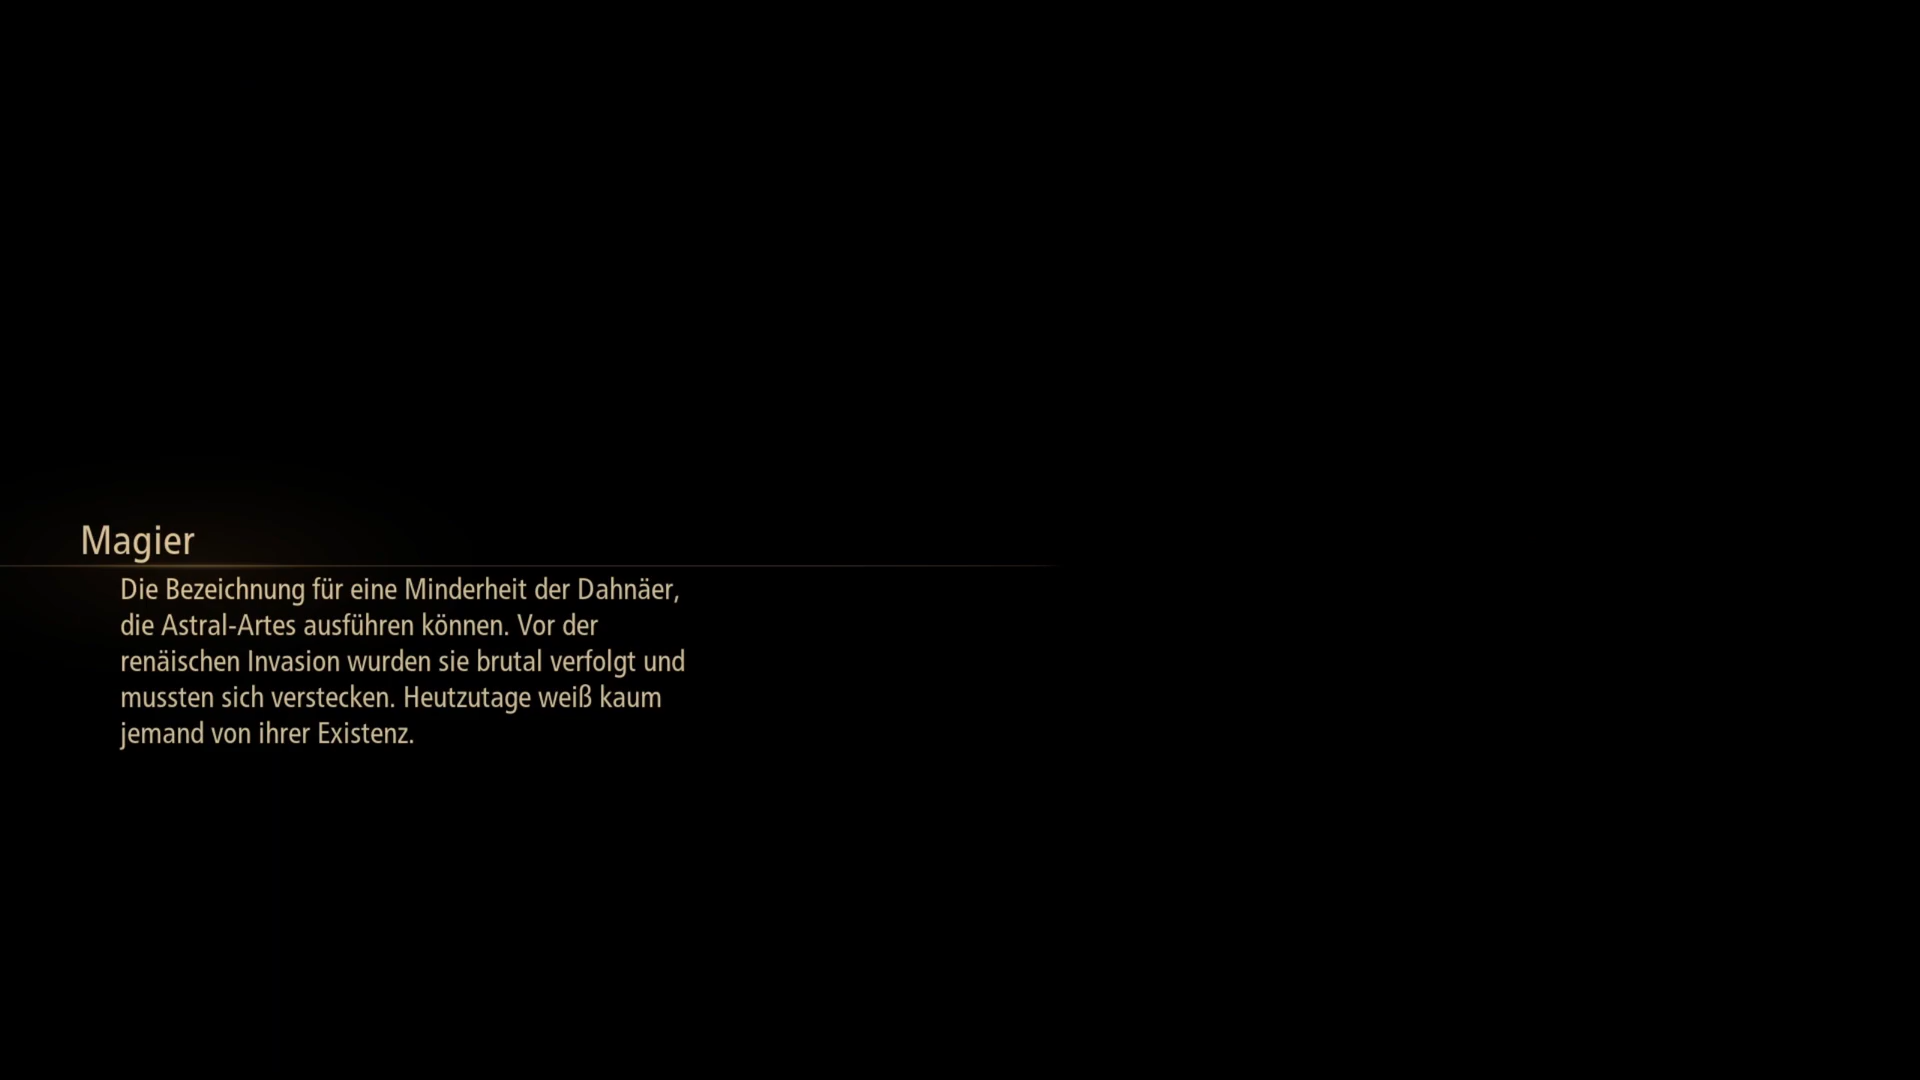 Magier
Die Bezeichnung für eine Minderheit der Dahnäer,
die Astral-Artes ausführen können. Vor der
renäischen Invasion wurden sie brutal verfolgt und
mussten sich verstecken. Heutzutage weiß kaum
jemand von ihrer Existenz.